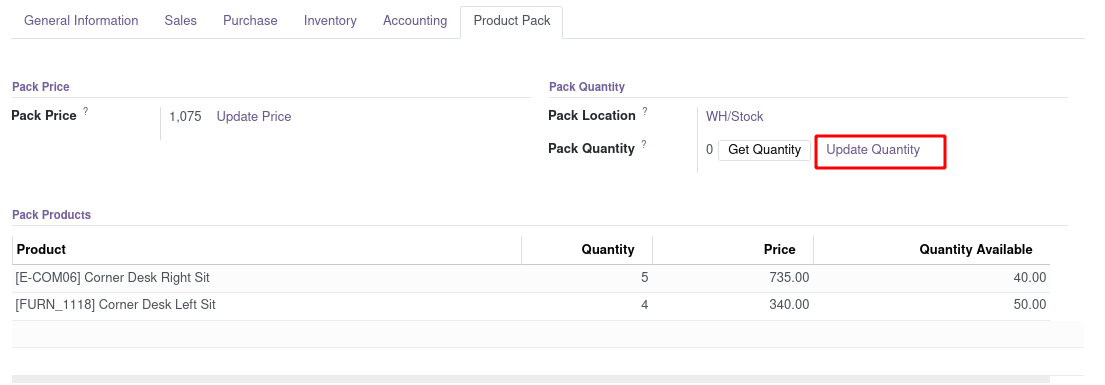 General Information Sales Purchase Inventory Accounting Product Pack
Pack Price
Pack Price ? 1,075 Update Price
Pack Quantity
Pack Location ? WH/Stock
Pack Quantity ? 0 Get Quantity Update Quantity
Pack Products
Product Quantity Price Quantity Available
[E-COM06] Corner Desk Right Sit 5 735.00 40.00
[FURN_1118] Corner Desk Left Sit 4 340.00 50.00